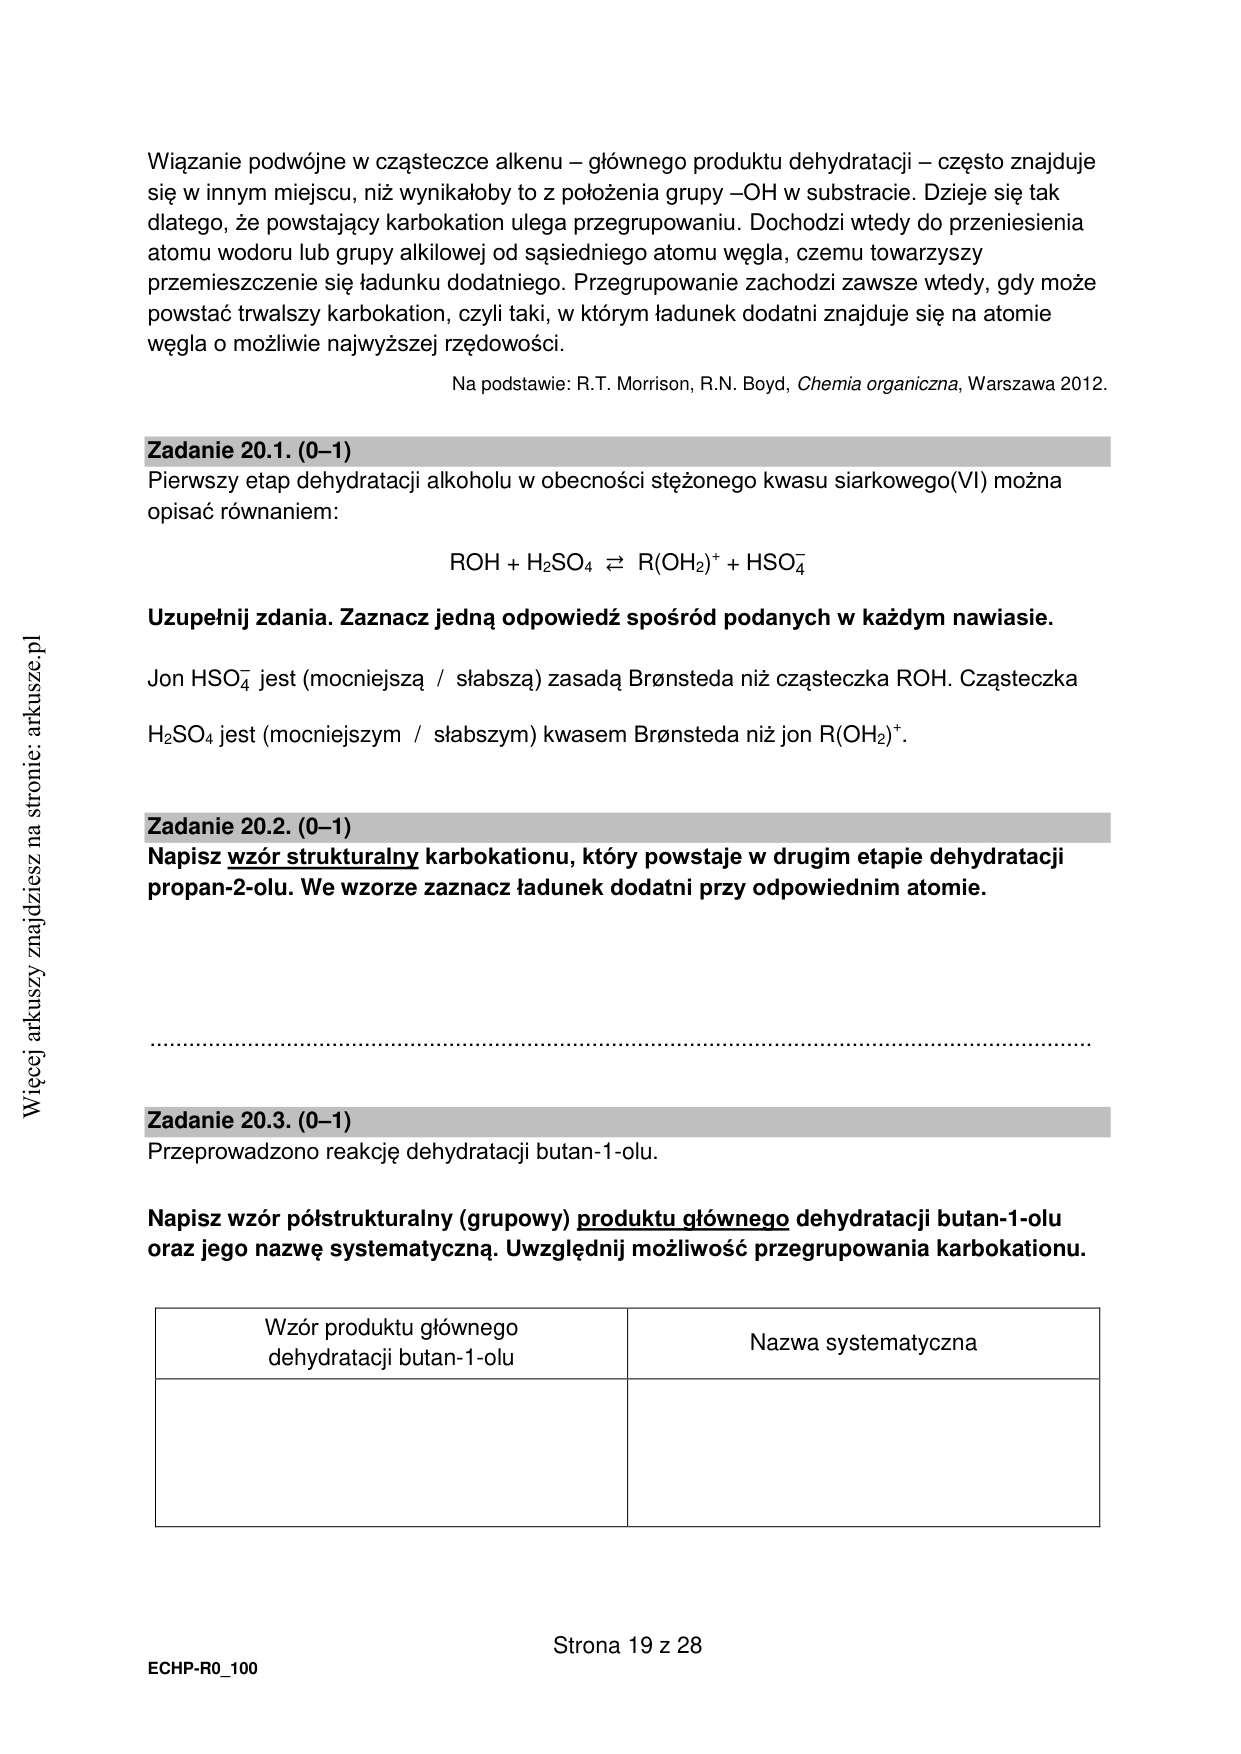 Wiązanie podwójne w cząsteczce alkenu – głównego produktu dehydratacji – często znajduje
się w innym miejscu, niż wynikałoby to z położenia grupy –OH w substracie. Dzieje się tak
dlatego, że powstający karbokation ulega przegrupowaniu. Dochodzi wtedy do przeniesienia
atomu wodoru lub grupy alkilowej od sąsiedniego atomu węgla, czemu towarzyszy
przemieszczenie się ładunku dodatniego. Przegrupowanie zachodzi zawsze wtedy, gdy może
powstać trwalszy karbokation, czyli taki, w którym ładunek dodatni znajduje się na atomie
węgla o możliwie najwyższej rzędowości.
Na podstawie: R.T. Morrison, R.N. Boyd, Chemia organiczna, Warszawa 2012.
Zadanie 20.1. (0–1)
Pierwszy etap dehydratacji alkoholu w obecności stężonego kwasu siarkowego(VI) można
opisać równaniem:
ROH + H₂SO₄ ⇄ R(OH₂)⁺ + HSO₄⁻
Uzupełnij zdania. Zaznacz jedną odpowiedź spośród podanych w każdym nawiasie.
Jon HSO₄⁻ jest (mocniejszą / słabszą) zasadą Brønsteda niż cząsteczka ROH. Cząsteczka
H₂SO₄ jest (mocniejszym / słabszym) kwasem Brønsteda niż jon R(OH₂)⁺.
Zadanie 20.2. (0–1)
Napisz wzór strukturalny karbokationu, który powstaje w drugim etapie dehydratacji
propan-2-olu. We wzorze zaznacz ładunek dodatni przy odpowiednim atomie.
................................................................................................................................................
Zadanie 20.3. (0–1)
Przeprowadzono reakcję dehydratacji butan-1-olu.
Napisz wzór półstrukturalny (grupowy) produktu głównego dehydratacji butan-1-olu
oraz jego nazwę systematyczną. Uwzględnij możliwość przegrupowania karbokationu.
Wzór produktu głównego
dehydratacji butan-1-olu
Nazwa systematyczna
Strona 19 z 28
ECHP-R0_100
Więcej arkuszy znajdziesz na stronie: arkusze.pl